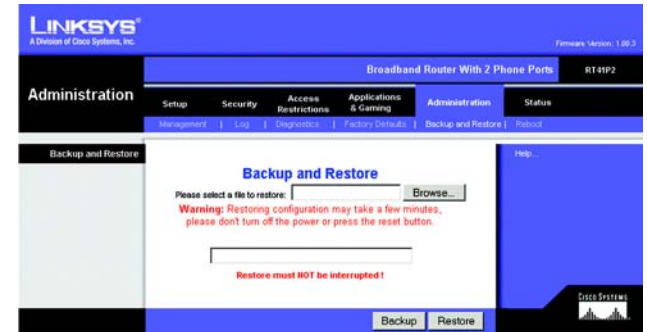 LINKSYS®
A Division of Cisco Systems, Inc.
Firmware Version: 1.00.3
Broadband Router With 2 Phone Ports RT41P2
Administration
Setup Security Access Restrictions Applications & Gaming Administration Status
Management | Log | Diagnostics | Factory Defaults | Backup and Restore | Reboot
Backup and Restore
Help...
Backup and Restore
Please select a file to restore: Browse...
Warning: Restoring configuration may take a few minutes,
please don't turn off the power or press the reset button.
Restore must NOT be interrupted !
CISCO SYSTEMS
Backup Restore